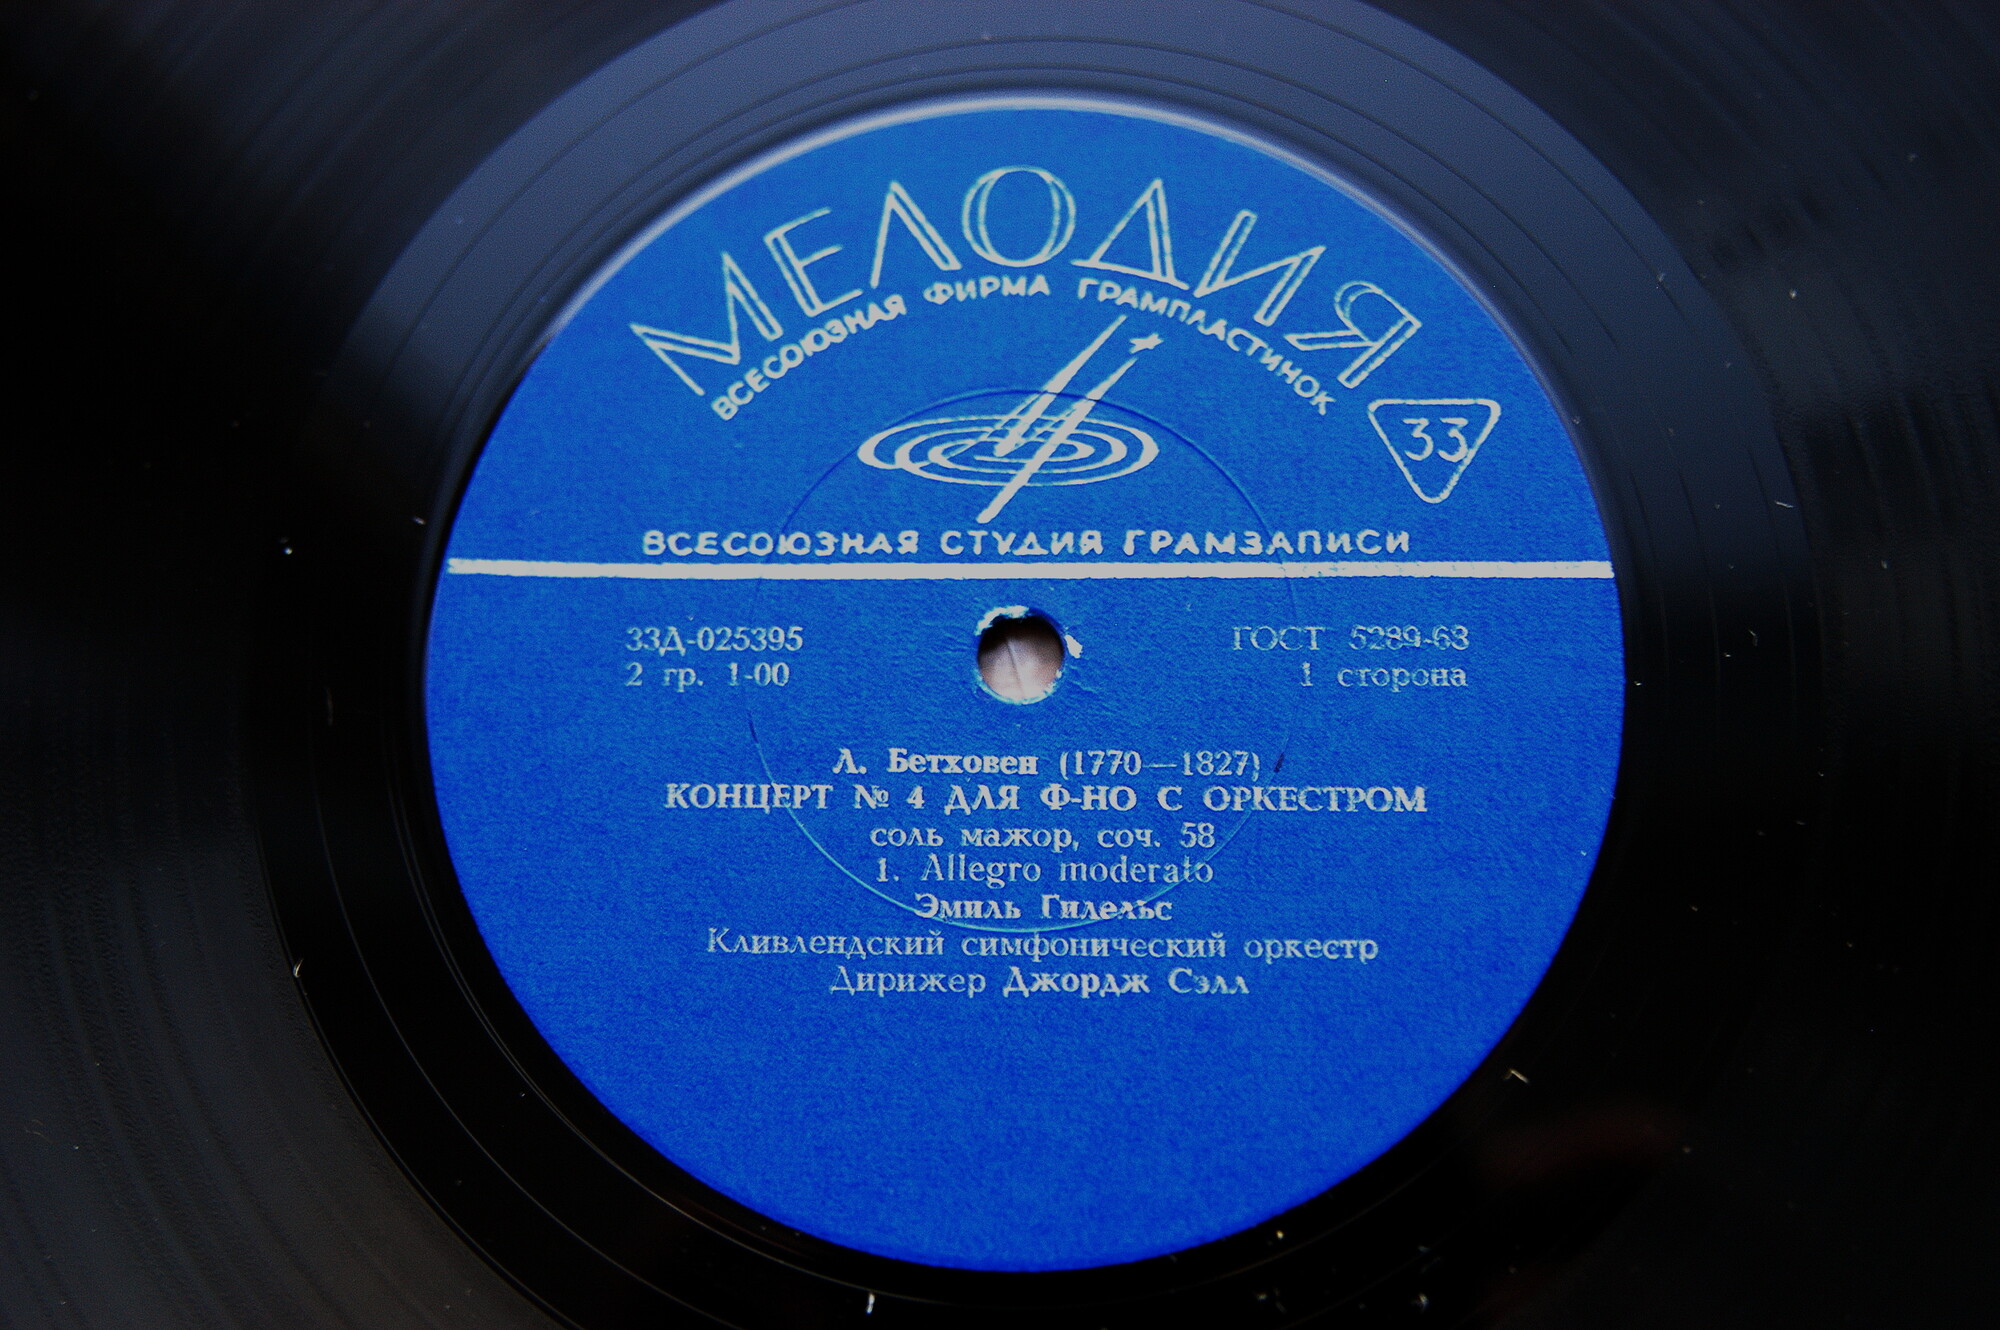 МЕЛОДИЯ
ВСЕСОЮЗНАЯ ФИРМА ГРАМПЛАСТИНОК
33
ВСЕСОЮЗНАЯ СТУДИЯ ГРАМЗАПИСИ
33Д-025395
2 гр. 1-00
ГОСТ 5289-68
1 сторона
Л. Бетховен (1770—1827)
КОНЦЕРТ № 4 ДЛЯ Ф-НО С ОРКЕСТРОМ
соль мажор, соч. 58
1. Allegro moderato
Эмиль Гилельс
Кливлендский симфонический оркестр
Дирижер Джордж Сэлл